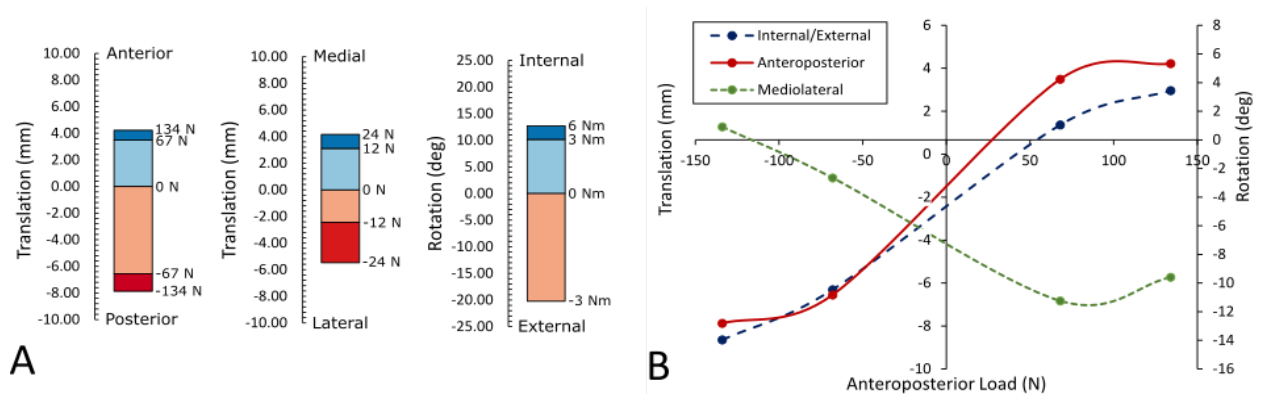 10.00
8.00
6.00
4.00
2.00
0.00
-2.00
-4.00
-6.00
-8.00
-10.00
Translation (mm)
Anterior
134 N
67 N
0 N
-67 N
-134 N
Posterior
10.00
8.00
6.00
4.00
2.00
0.00
-2.00
-4.00
-6.00
-8.00
-10.00
Translation (mm)
Medial
24 N
12 N
0 N
-12 N
-24 N
Lateral
25.00
20.00
15.00
10.00
5.00
0.00
-5.00
-10.00
-15.00
-20.00
-25.00
Rotation (deg)
Internal
6 Nm
3 Nm
0 Nm
-3 Nm
External
A
Internal/External
Anteroposterior
Mediolateral
Translation (mm)
6
4
2
0
-2
-4
-6
-8
-10
-150
-100
-50
0
50
100
150
8
6
4
2
0
-2
-4
-6
-8
-10
-12
-14
-16
Rotation (deg)
Anteroposterior Load (N)
B